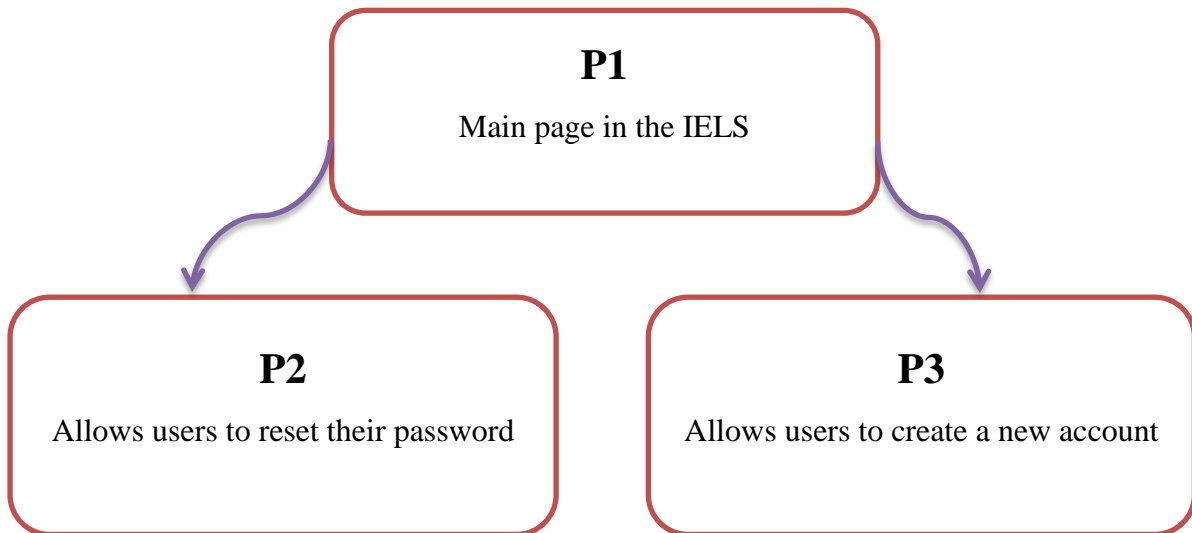 P1
Main page in the IELS
P2
Allows users to reset their password
P3
Allows users to create a new account